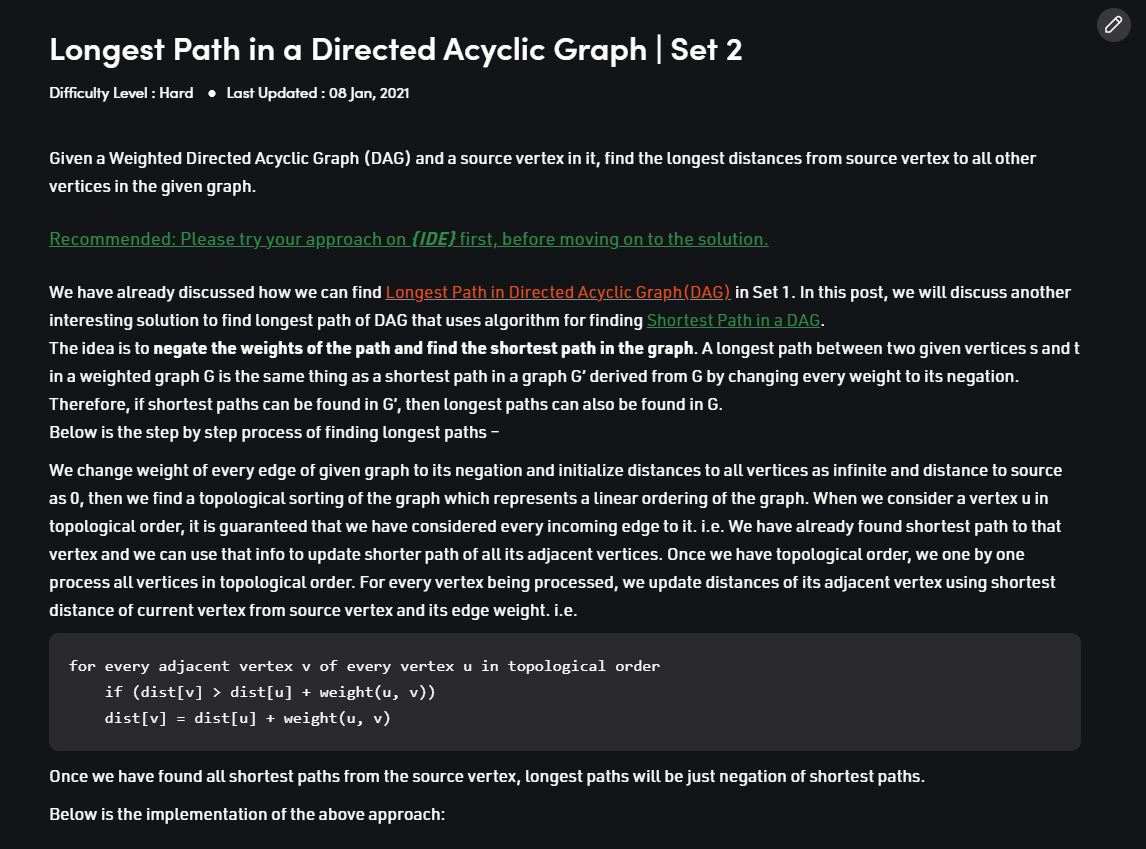 Longest Path in a Directed Acyclic Graph | Set 2
Difficulty Level : Hard ● Last Updated : 08 Jan, 2021
Given a Weighted Directed Acyclic Graph (DAG) and a source vertex in it, find the longest distances from source vertex to all other
vertices in the given graph.
Recommended: Please try your approach on {IDE} first, before moving on to the solution.
We have already discussed how we can find Longest Path in Directed Acyclic Graph(DAG) in Set 1. In this post, we will discuss another
interesting solution to find longest path of DAG that uses algorithm for finding Shortest Path in a DAG.
The idea is to negate the weights of the path and find the shortest path in the graph. A longest path between two given vertices s and t
in a weighted graph G is the same thing as a shortest path in a graph G’ derived from G by changing every weight to its negation.
Therefore, if shortest paths can be found in G’, then longest paths can also be found in G.
Below is the step by step process of finding longest paths –
We change weight of every edge of given graph to its negation and initialize distances to all vertices as infinite and distance to source
as 0, then we find a topological sorting of the graph which represents a linear ordering of the graph. When we consider a vertex u in
topological order, it is guaranteed that we have considered every incoming edge to it. i.e. We have already found shortest path to that
vertex and we can use that info to update shorter path of all its adjacent vertices. Once we have topological order, we one by one
process all vertices in topological order. For every vertex being processed, we update distances of its adjacent vertex using shortest
distance of current vertex from source vertex and its edge weight. i.e.
for every adjacent vertex v of every vertex u in topological order
    if (dist[v] > dist[u] + weight(u, v))
    dist[v] = dist[u] + weight(u, v)
Once we have found all shortest paths from the source vertex, longest paths will be just negation of shortest paths.
Below is the implementation of the above approach: